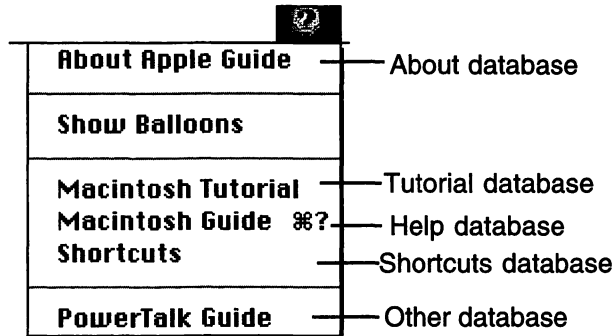 About Apple Guide
About database
Show Balloons
Macintosh Tutorial
Tutorial database
Macintosh Guide ⌘?
Help database
Shortcuts
Shortcuts database
PowerTalk Guide
Other database